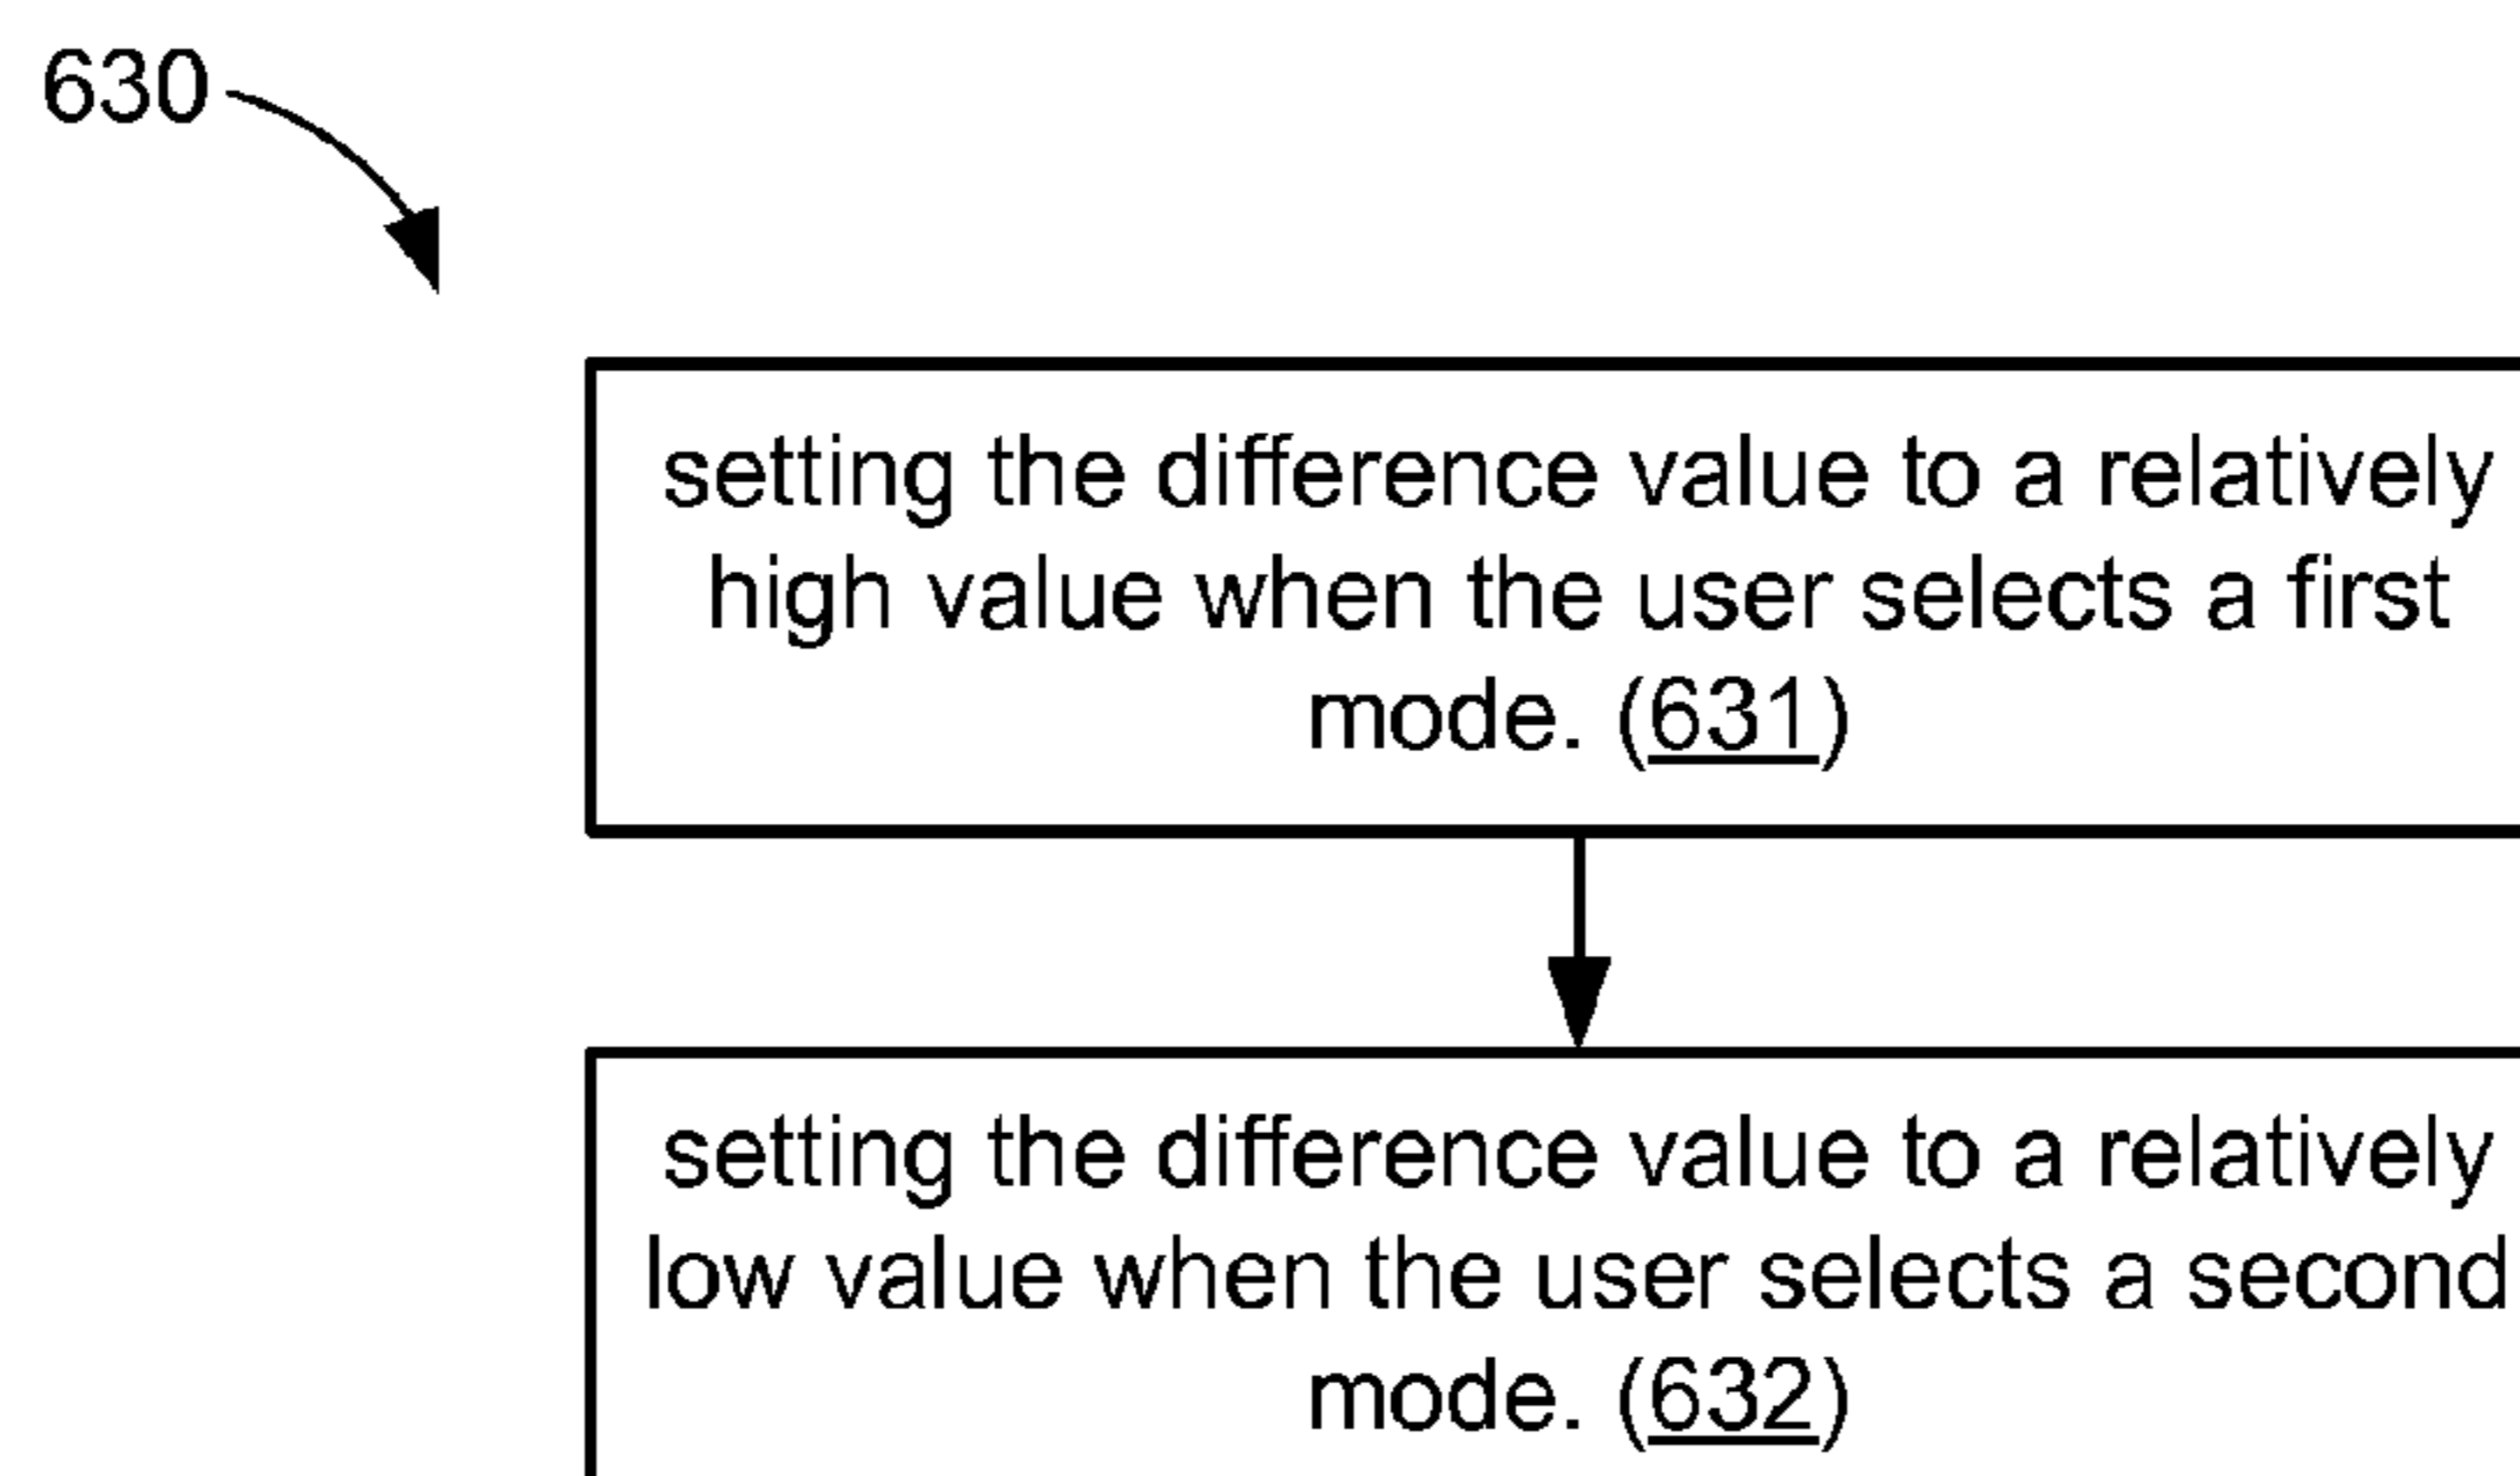 630
setting the difference value to a relatively
high value when the user selects a first
mode. (631)
setting the difference value to a relatively
low value when the user selects a second
mode. (632)